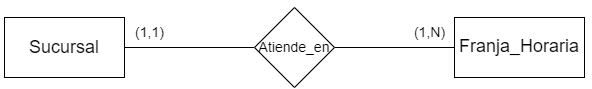 Sucursal
(1,1)
Atiende_en
(1,N)
Franja_Horaria